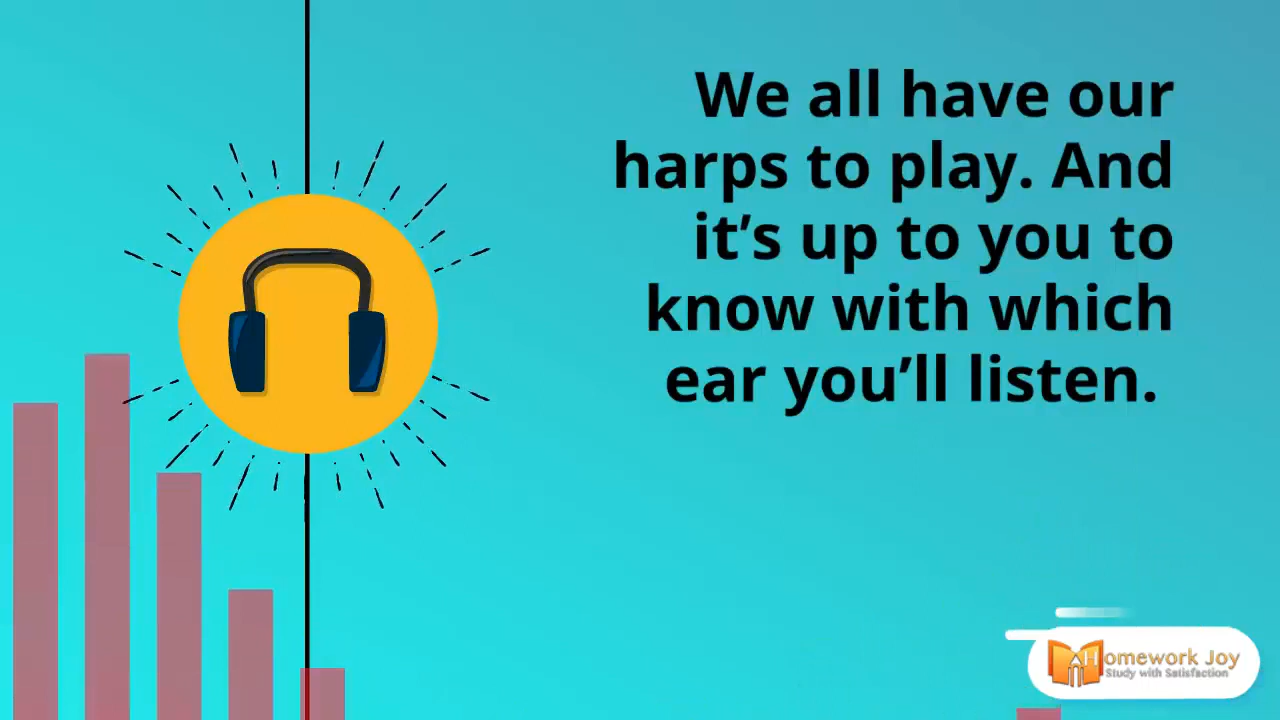 We all have our
harps to play. And
it’s up to you to
know with which
ear you’ll listen.
Homework Joy
Study with Satisfaction